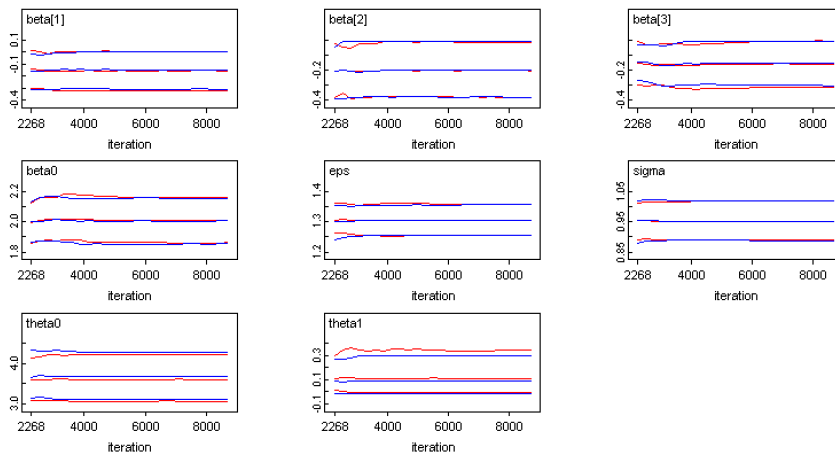 beta[1]
0.1
-0.1
-0.4
2268 4000 6000 8000
iteration
beta[2]
-0.2
-0.4
2268 4000 6000 8000
iteration
beta[3]
-0.2
-0.4
2268 4000 6000 8000
iteration
beta0
2.2
2.0
1.8
2268 4000 6000 8000
iteration
eps
1.4
1.3
1.2
2268 4000 6000 8000
iteration
sigma
1.05
0.95
0.85
2268 4000 6000 8000
iteration
theta0
4.0
3.0
2268 4000 6000 8000
iteration
theta1
0.3
0.1
-0.1
2268 4000 6000 8000
iteration